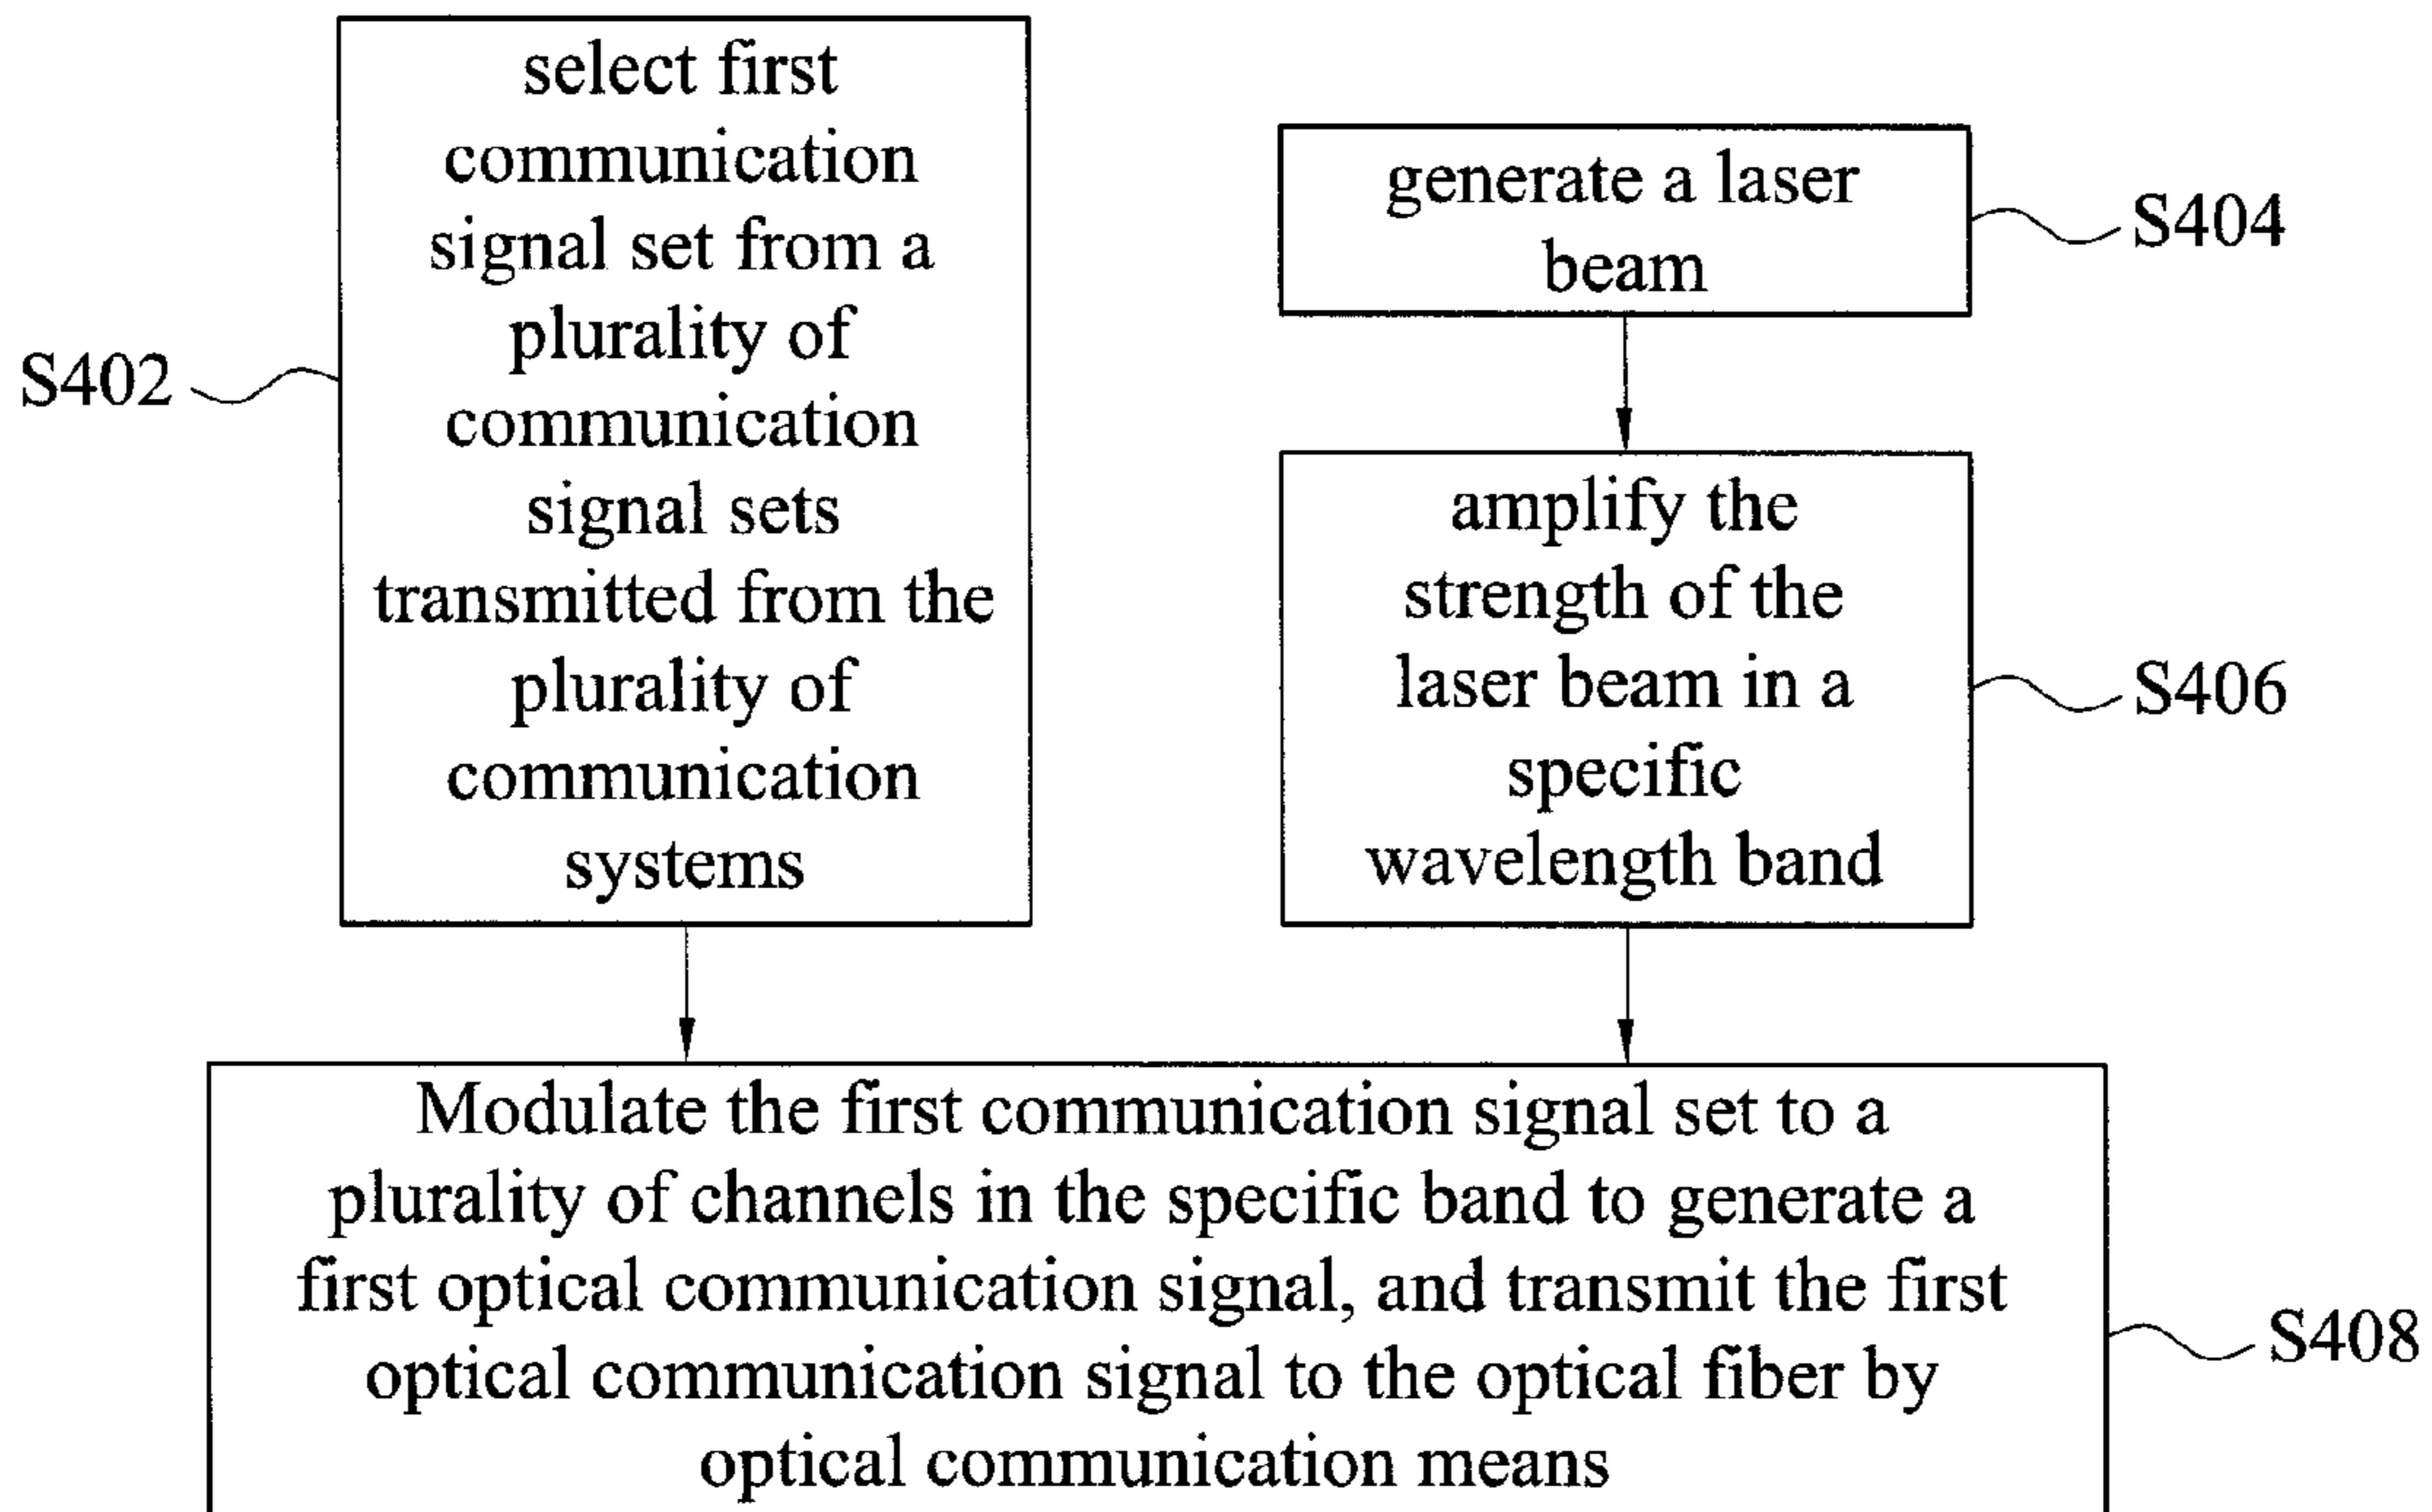 select first
communication
signal set from a
plurality of
communication
signal sets
transmitted from the
plurality of
communication
systems
S402
generate a laser
beam
S404
amplify the
strength of the
laser beam in a
specific
wavelength band
S406
Modulate the first communication signal set to a
plurality of channels in the specific band to generate a
first optical communication signal, and transmit the first
optical communication signal to the optical fiber by
optical communication means
S408